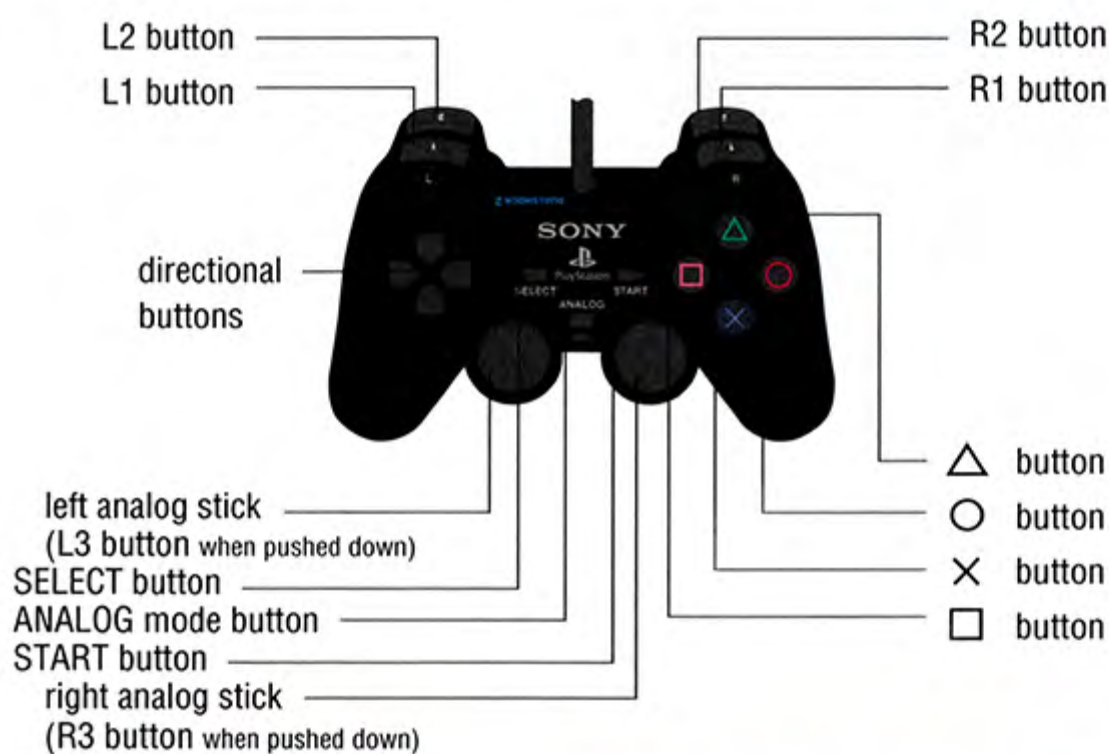 L2 button
L1 button
R2 button
R1 button
L
R
SONY
PlayStation
SELECT
START
ANALOG
directional
buttons
left analog stick
(L3 button when pushed down)
SELECT button
ANALOG mode button
START button
right analog stick
(R3 button when pushed down)
△ button
○ button
✕ button
□ button